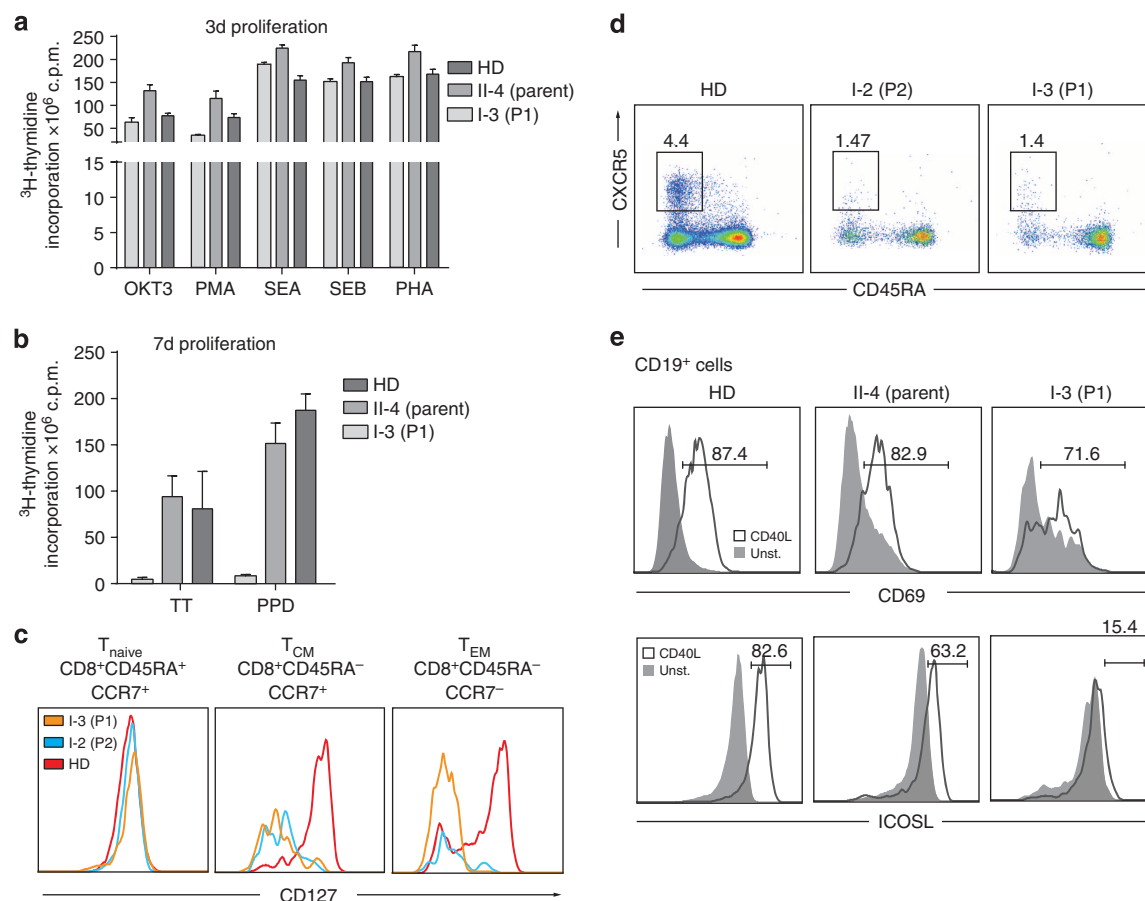 a
3d proliferation
³H-thymidine
incorporation ×10⁶ c.p.m.
250
200
150
100
50
15
10
5
0
OKT3 PMA SEA SEB PHA
HD
II-4 (parent)
I-3 (P1)
b
7d proliferation
³H-thymidine
incorporation ×10⁶ c.p.m.
250
200
150
100
50
0
TT PPD
HD
II-4 (parent)
I-3 (P1)
c
T_naive T_CM T_EM
CD8⁺CD45RA⁺ CD8⁺CD45RA⁻ CD8⁺CD45RA⁻
CCR7⁺ CCR7⁺ CCR7⁻
I-3 (P1)
I-2 (P2)
HD
CD127
d
HD I-2 (P2) I-3 (P1)
4.4 1.47 1.4
CXCR5
CD45RA
e
CD19⁺ cells
HD II-4 (parent) I-3 (P1)
87.4 82.9 71.6
CD40L
Unst.
CD69
82.6 63.2 15.4
CD40L
Unst.
ICOSL